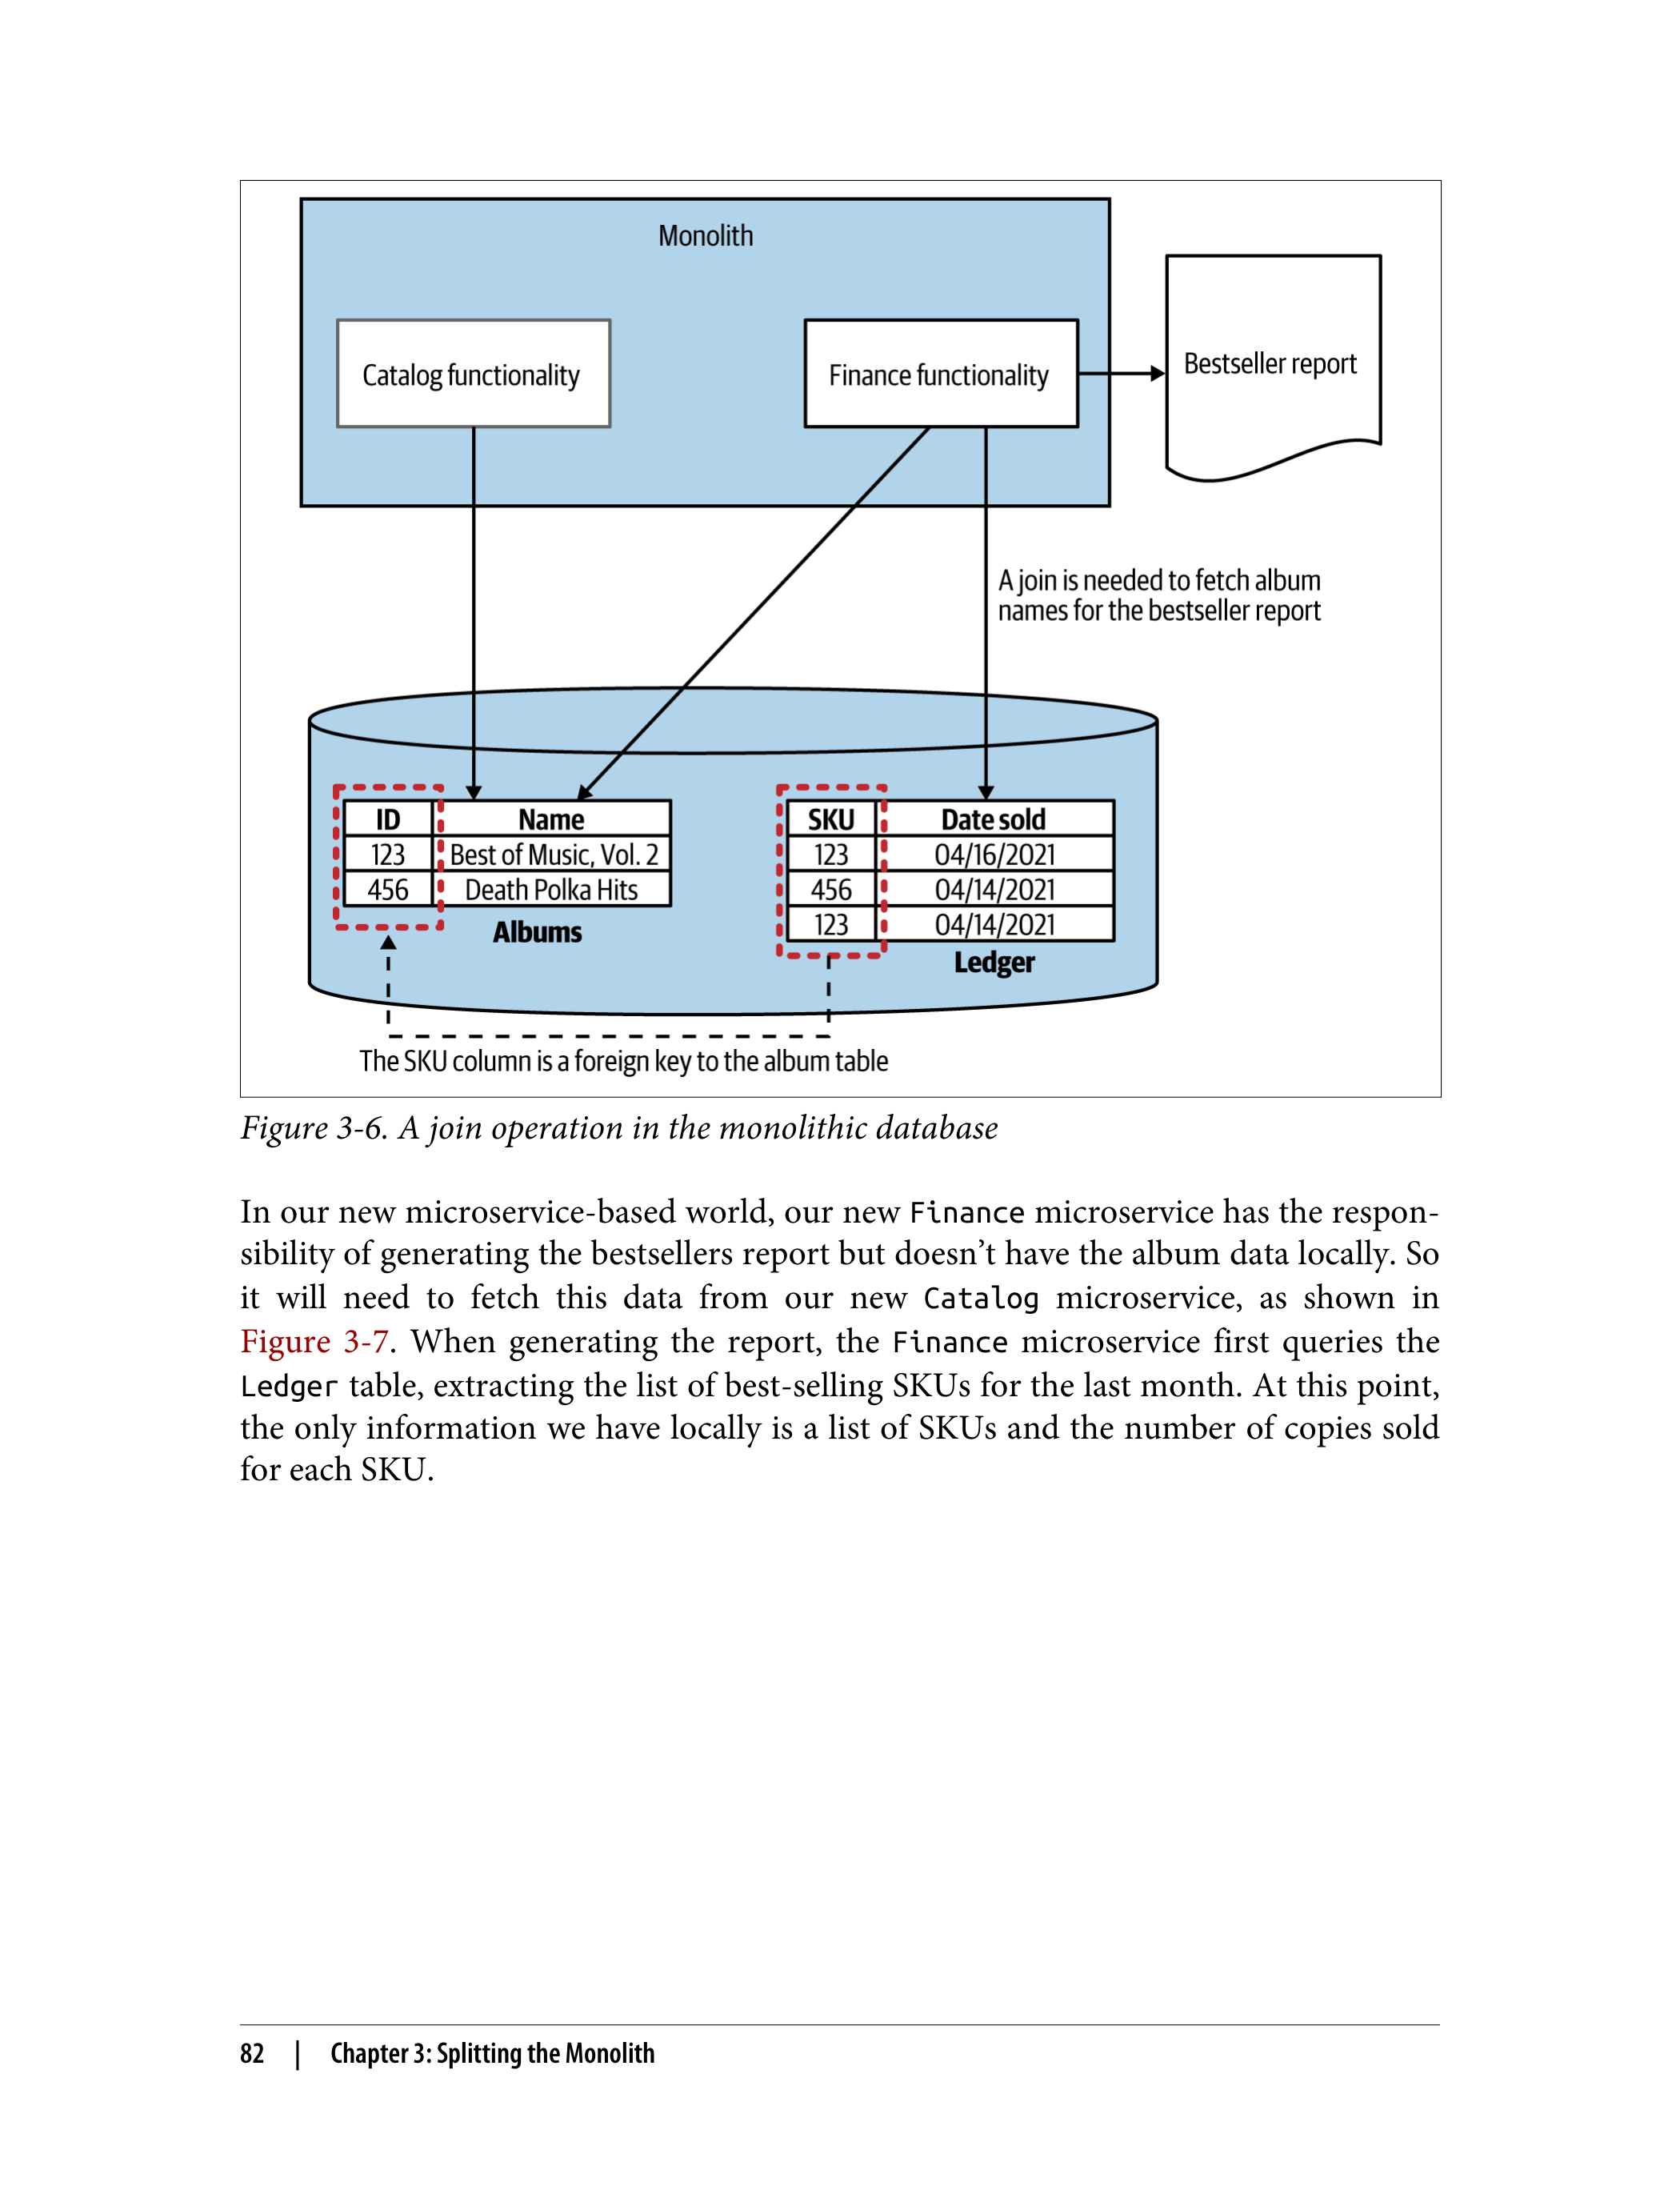 Monolith
Catalog functionality
Finance functionality
Bestseller report
A join is needed to fetch album
names for the bestseller report
ID Name
123 Best of Music, Vol. 2
456 Death Polka Hits
Albums
SKU Date sold
123 04/16/2021
456 04/14/2021
123 04/14/2021
Ledger
The SKU column is a foreign key to the album table
Figure 3-6. A join operation in the monolithic database
In our new microservice-based world, our new Finance microservice has the respon-
sibility of generating the bestsellers report but doesn’t have the album data locally. So
it will need to fetch this data from our new Catalog microservice, as shown in
Figure 3-7. When generating the report, the Finance microservice first queries the
Ledger table, extracting the list of best-selling SKUs for the last month. At this point,
the only information we have locally is a list of SKUs and the number of copies sold
for each SKU.
82 | Chapter 3: Splitting the Monolith